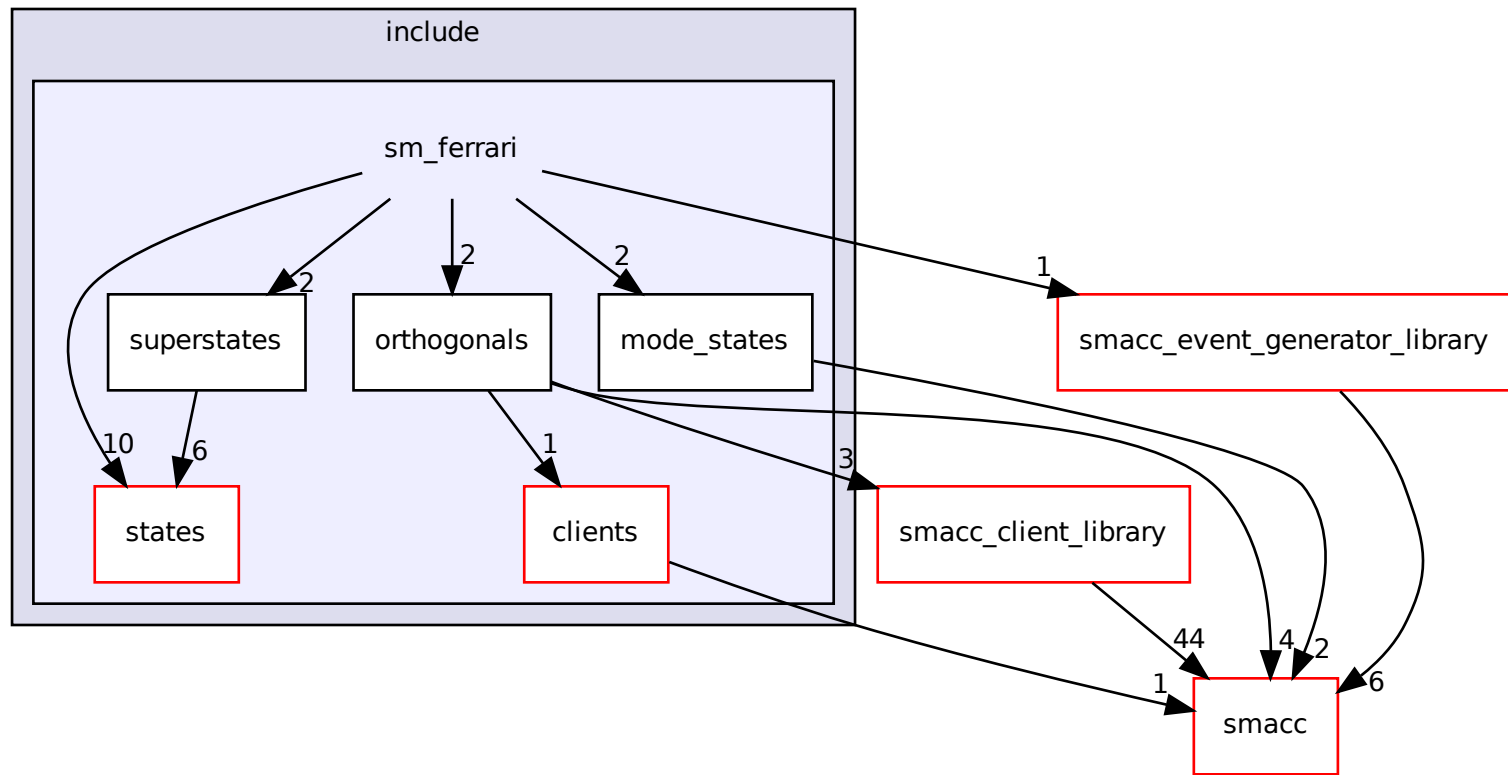 include
sm_ferrari
2
2
2
1
superstates
orthogonals
mode_states
smacc_event_generator_library
10
6
1
3
states
clients
smacc_client_library
44
4
2
6
1
smacc